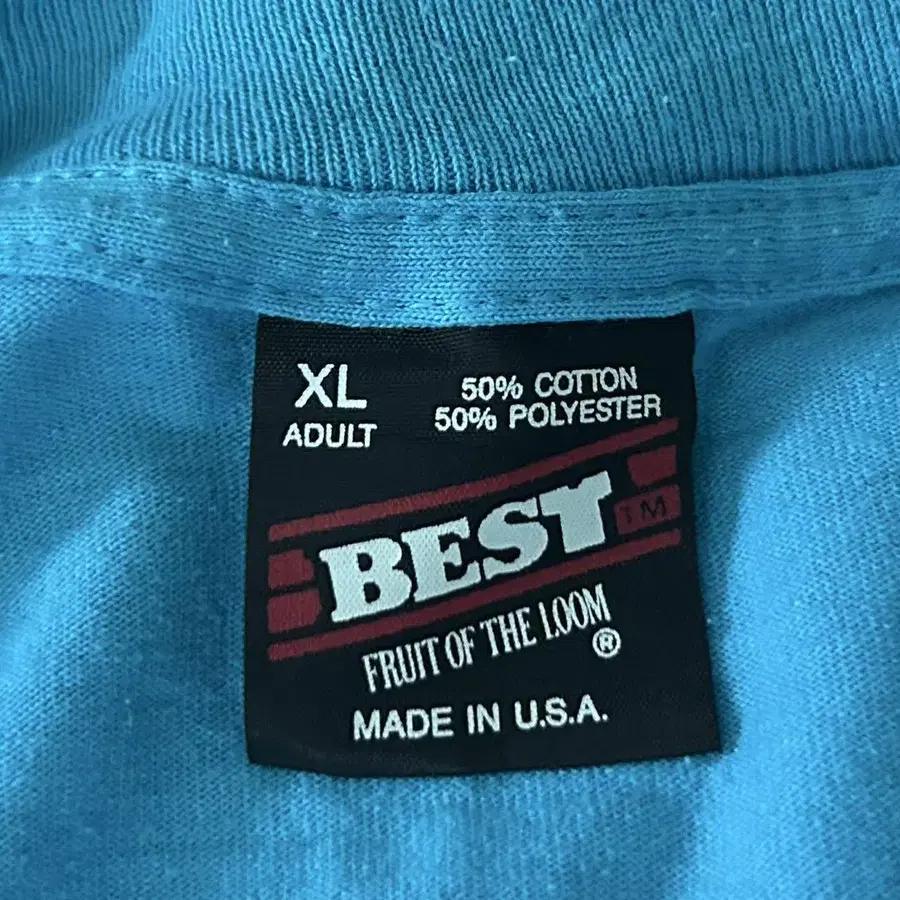 XL
ADULT
50% COTTON
50% POLYESTER
BEST TM
FRUIT OF THE LOOM ®
MADE IN U.S.A.